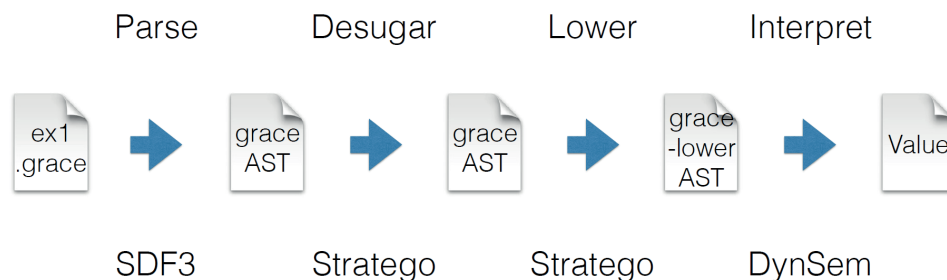 Parse Desugar Lower Interpret
ex1
.grace
grace
AST
grace
AST
grace
-lower
AST
Value
SDF3 Stratego Stratego DynSem